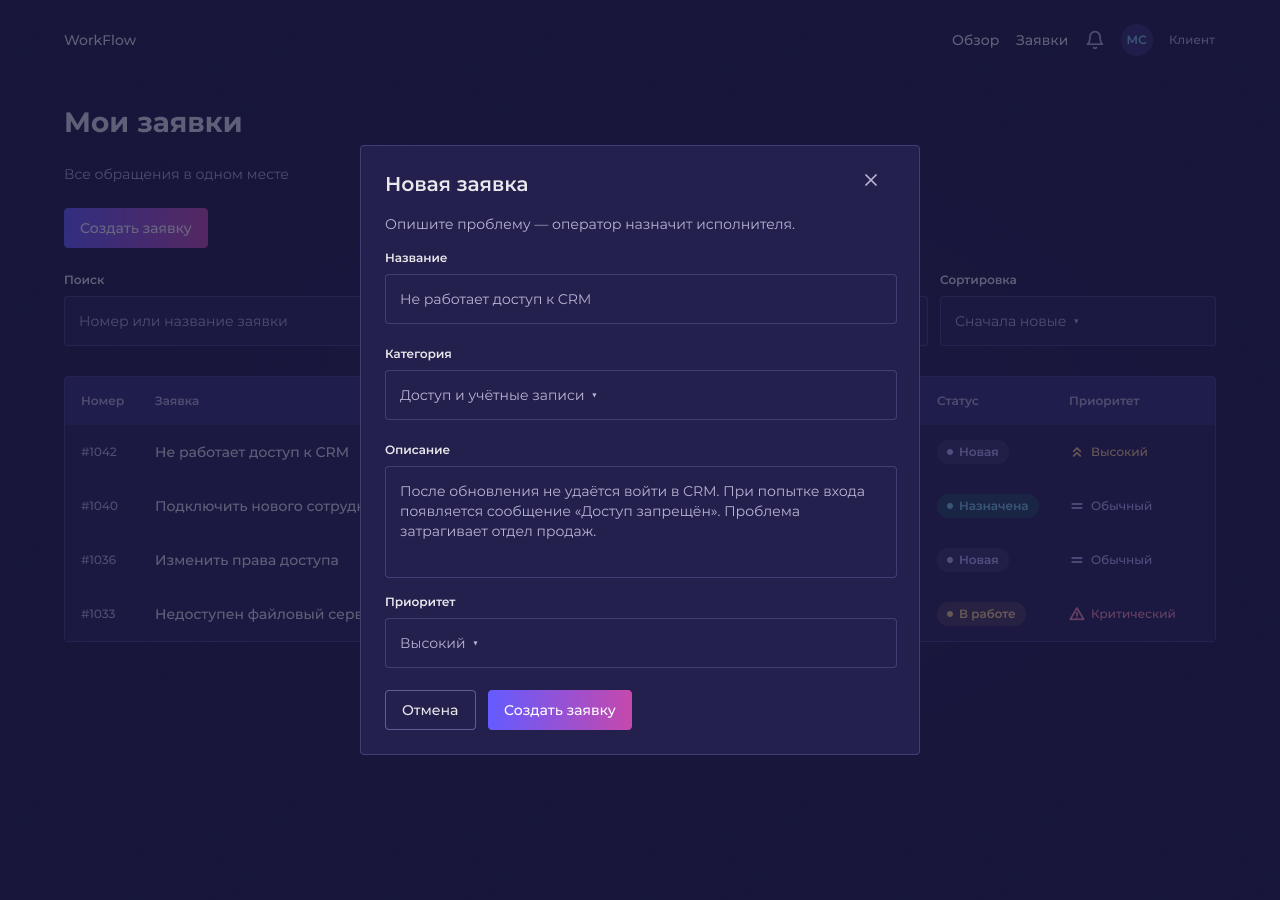 WorkFlow
Обзор Заявки МС Клиент
Мои заявки
Все обращения в одном месте
Создать заявку
Поиск
Номер или название заявки
Сортировка
Сначала новые
Номер Заявка Статус Приоритет
#1042 Не работает доступ к CRM Новая Высокий
#1040 Подключить нового Назначена Обычный
#1036 Изменить права доступа Новая Обычный
#1033 Недоступен файловый В работе Критический
Новая заявка
Опишите проблему — оператор назначит исполнителя.
Название
Не работает доступ к CRM
Категория
Доступ и учётные записи
Описание
После обновления не удаётся войти в CRM. При попытке входа
появляется сообщение «Доступ запрещён». Проблема
затрагивает отдел продаж.
Приоритет
Высокий
Отмена Создать заявку